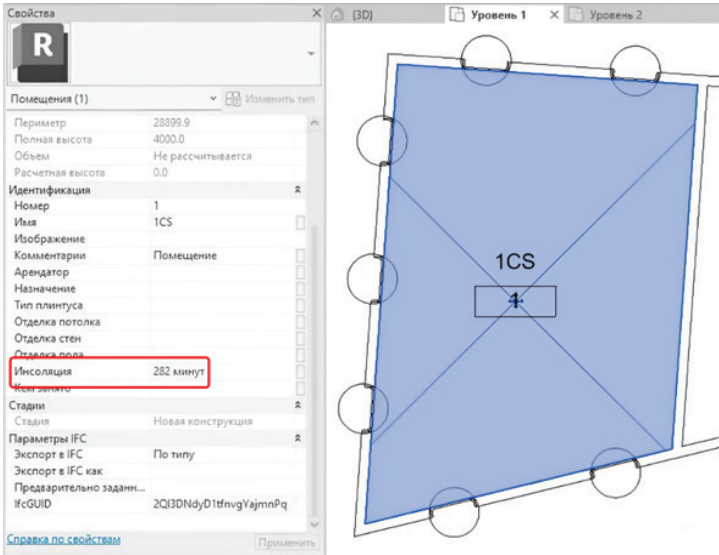 Свойства
R
Помещения (1)
Изменить тип
Периметр 28899.9
Полная высота 4000.0
Объем Не рассчитывается
Расчетная высота 0.0
Идентификация
Номер 1
Имя 1CS
Изображение
Комментарии Помещение
Арендатор
Назначение
Тип плинтуса
Отделка потолка
Отделка стен
Отделка пола
Инсоляция 282 минут
Кем занято
Стадии
Стадия Новая конструкция
Параметры IFC
Экспорт в IFC По типу
Экспорт в IFC как
Предварительно заданн...
IfcGUID 2QI3DNdyD1tfnvgYajmnPq
Справка по свойствам
Применить
{3D} Уровень 1 Уровень 2
1CS
1